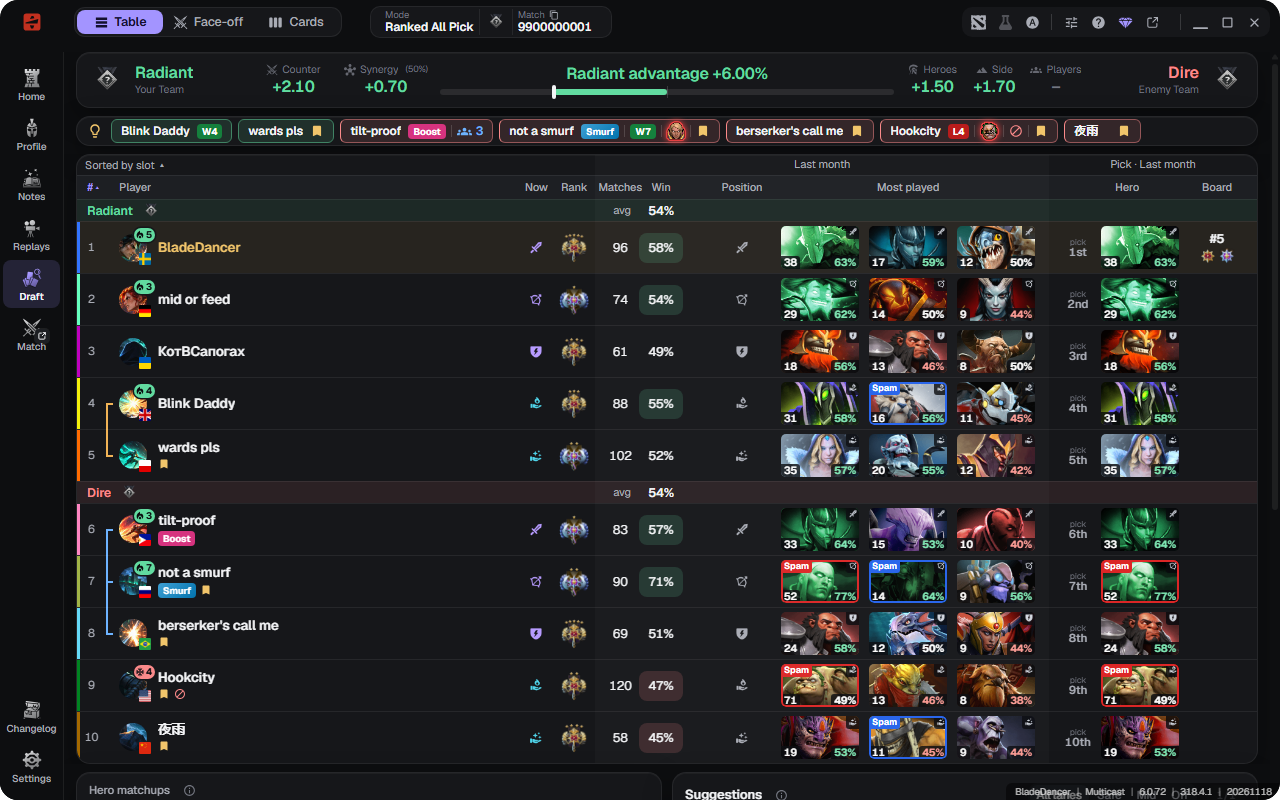 Table
Face-off
Cards
Mode
Ranked All Pick
Match
9900000001
Home
Profile
Notes
Replays
Draft
Match
Changelog
Settings
Radiant
Your Team
Counter
+2.10
Synergy (50%)
+0.70
Radiant advantage +6.00%
Heroes
+1.50
Side
+1.70
Players
–
Dire
Enemy Team
Blink Daddy W4
wards pls
tilt-proof Boost 3
not a smurf Smurf W7
berserker's call me
Hookcity L4
夜雨
Sorted by slot
Last month
Pick · Last month
# Player Now Rank Matches Win Position Most played Hero Board
Radiant avg 54%
1 5 BladeDancer 96 58% 38 63% 17 59% 12 50% pick 1st 38 63% #5
2 3 mid or feed 74 54% 29 62% 14 50% 9 44% pick 2nd 29 62%
3 КотВСапогах 61 49% 18 56% 13 46% 8 50% pick 3rd 18 56%
4 4 Blink Daddy 88 55% 31 58% Spam 16 56% 11 45% pick 4th 31 58%
5 wards pls 102 52% 35 57% 20 55% 12 42% pick 5th 35 57%
Dire avg 54%
6 3 tilt-proof Boost 83 57% 33 64% 15 53% 10 40% pick 6th 33 64%
7 7 not a smurf Smurf 90 71% Spam 52 77% Spam 14 64% 9 56% pick 7th Spam 52 77%
8 berserker's call me 69 51% 24 58% 12 50% 9 44% pick 8th 24 58%
9 4 Hookcity 120 47% Spam 71 49% 13 46% 8 38% pick 9th Spam 71 49%
10 夜雨 58 45% 19 53% Spam 11 45% 9 44% pick 10th 19 53%
Hero matchups
Suggestions
BladeDancer | Multicast | 6.0.72 | 318.4.1 | 20261118